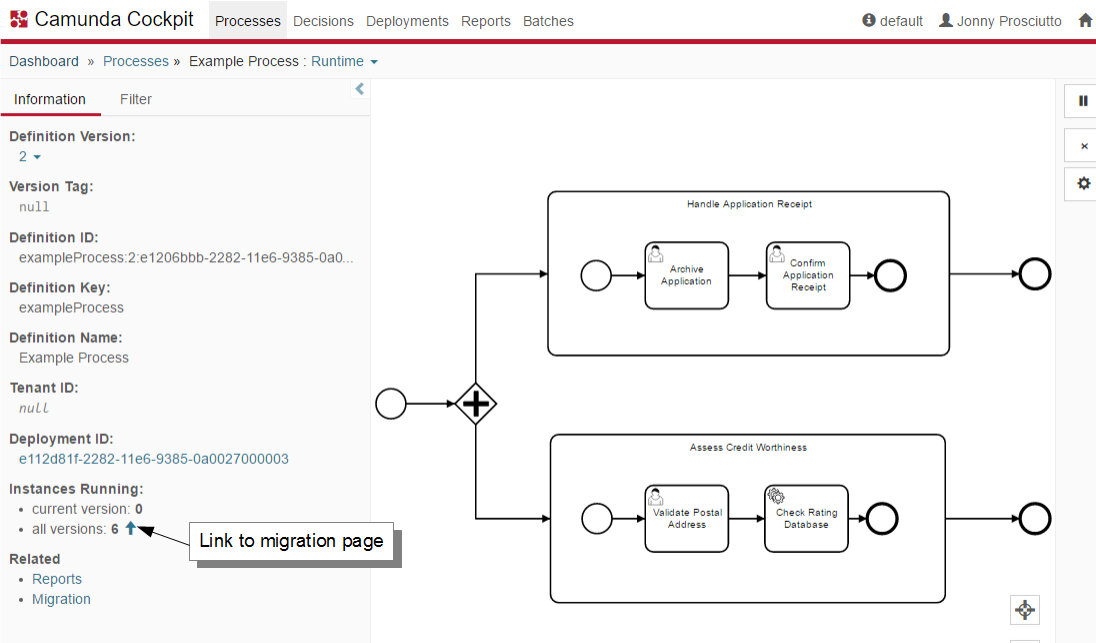 Camunda Cockpit Processes Decisions Deployments Reports Batches default Jonny Prosciutto
Dashboard » Processes » Example Process : Runtime
Information Filter
Definition Version:
2
Version Tag:
null
Definition ID:
exampleProcess:2:e1206bbb-2282-11e6-9385-0a0...
Definition Key:
exampleProcess
Definition Name:
Example Process
Tenant ID:
null
Deployment ID:
e112d81f-2282-11e6-9385-0a0027000003
Instances Running:
current version: 0
all versions: 6
Link to migration page
Related
Reports
Migration
Handle Application Receipt
Archive
Application
Confirm
Application
Receipt
Assess Credit Worthiness
Validate Postal
Address
Check Rating
Database